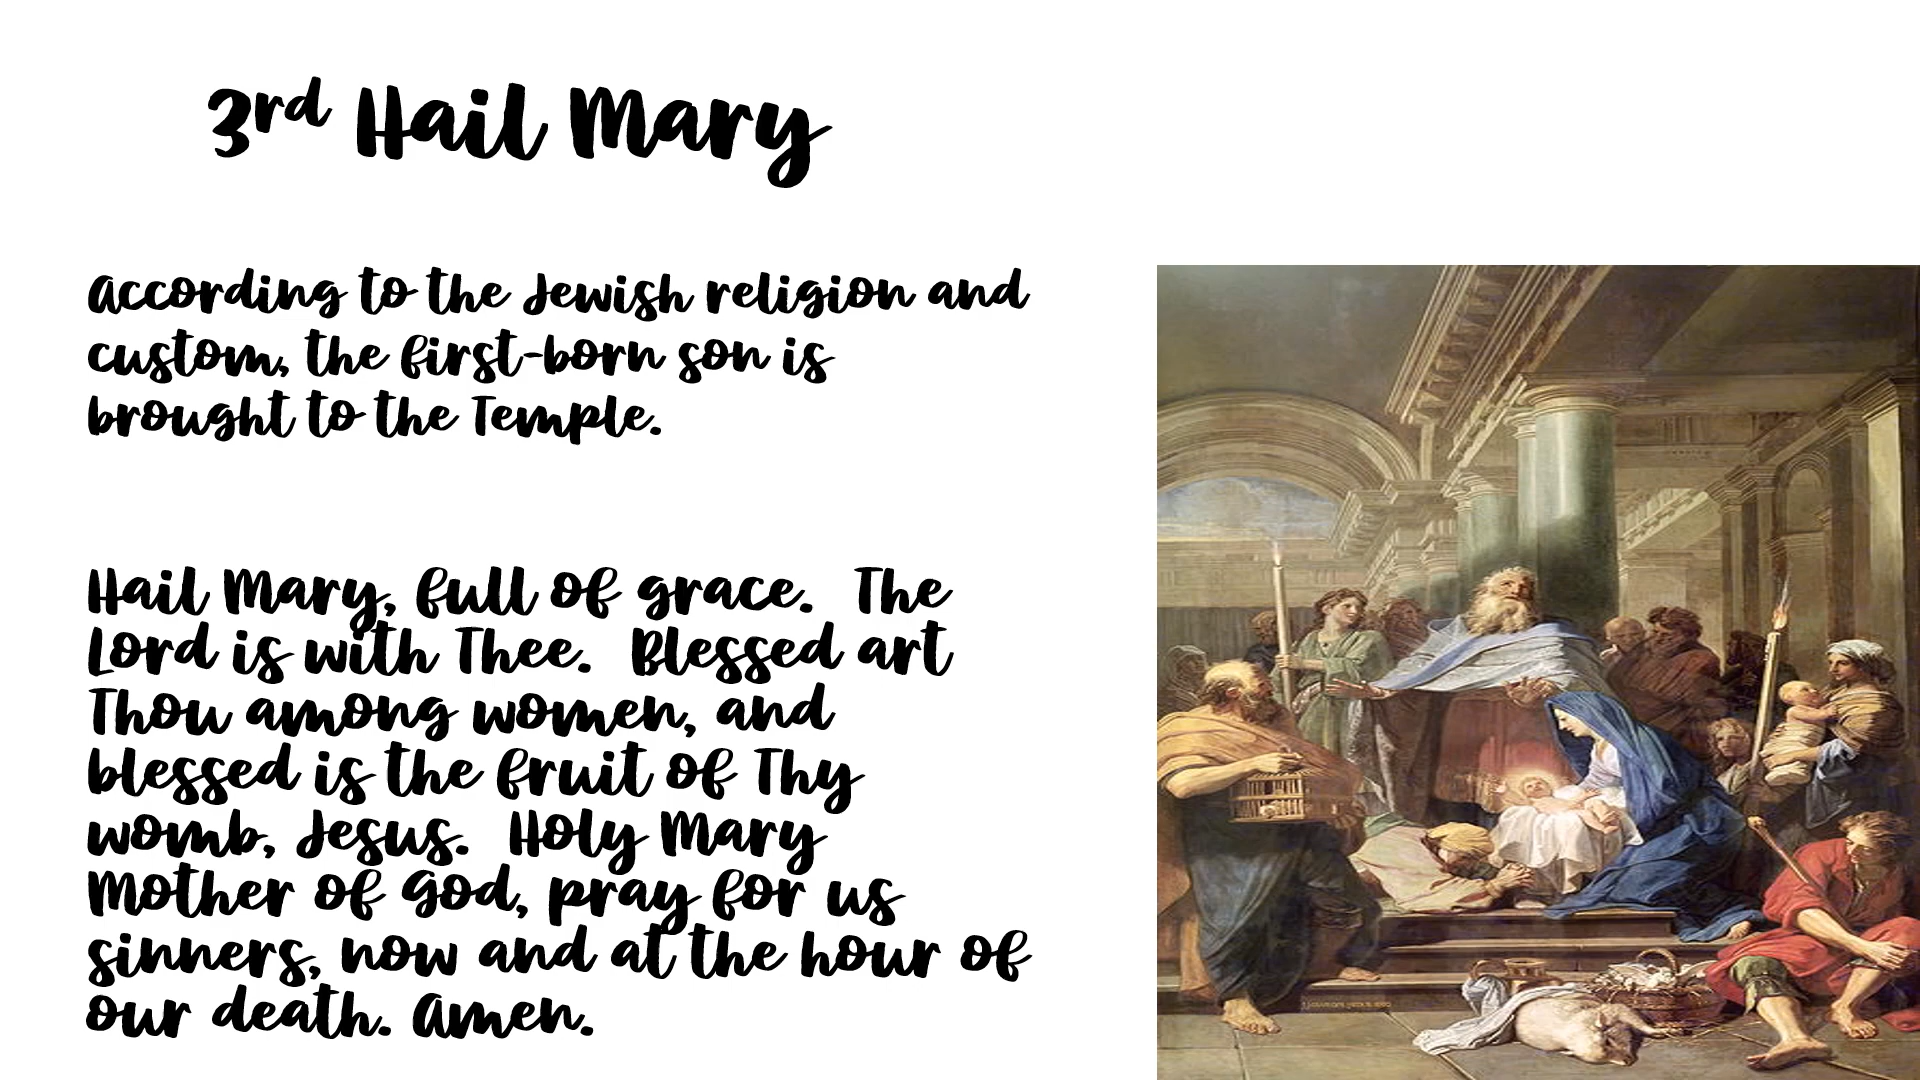 3rd Hail Mary
According to the Jewish religion and
custom, the first-born son is
brought to the Temple.
Hail Mary, full of grace.  The
Lord is with Thee.  Blessed art
Thou among women, and
blessed is the fruit of Thy
womb, Jesus.  Holy Mary
Mother of God, pray for us
sinners, now and at the hour of
our death. Amen.